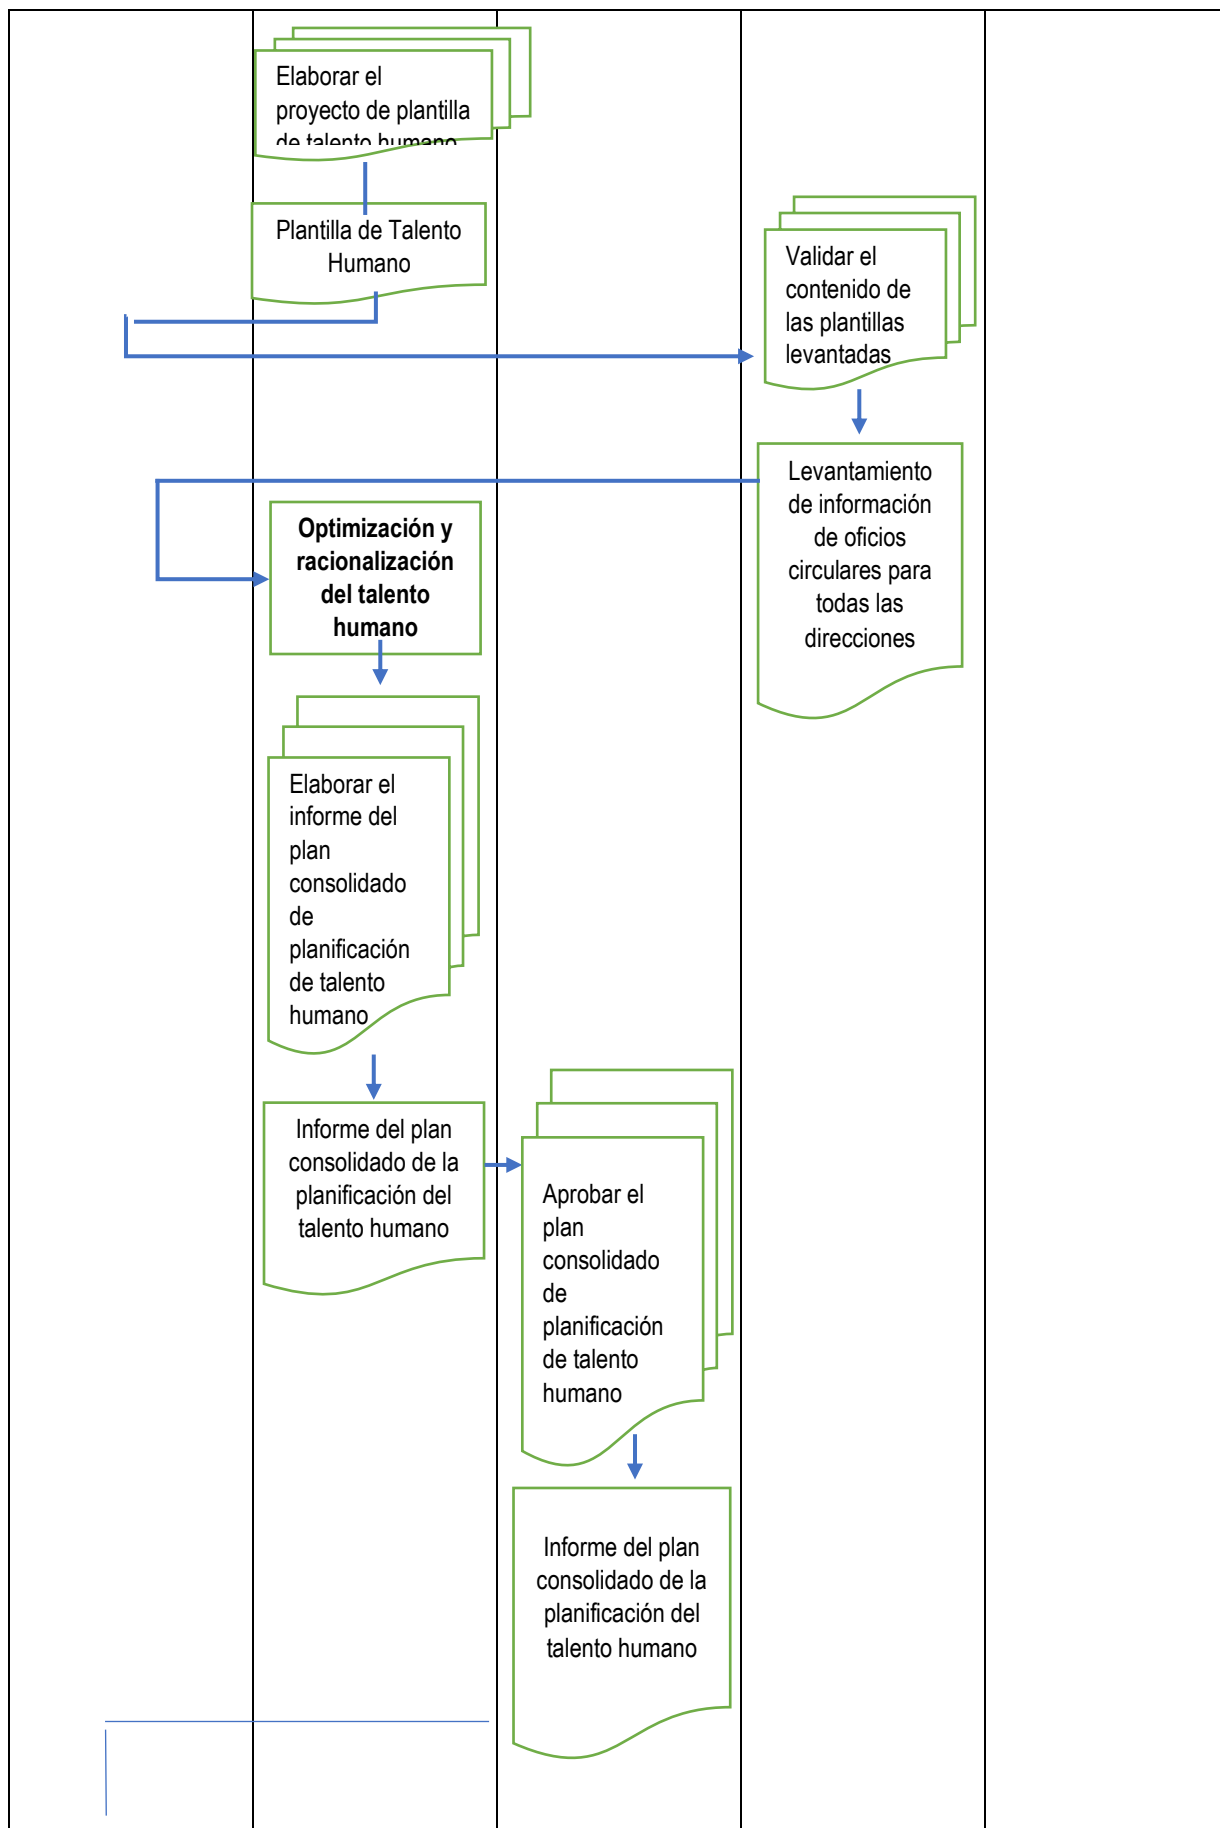 Elaborar el
proyecto de plantilla
de talento humano
Plantilla de Talento
Humano
Validar el
contenido de
las plantillas
levantadas
Levantamiento
de información
de oficios
circulares para
todas las
direcciones
Optimización y
racionalización
del talento
humano
Elaborar el
informe del
plan
consolidado
de
planificación
de talento
humano
Informe del plan
consolidado de la
planificación del
talento humano
Aprobar el
plan
consolidado
de
planificación
de talento
humano
Informe del plan
consolidado de la
planificación del
talento humano